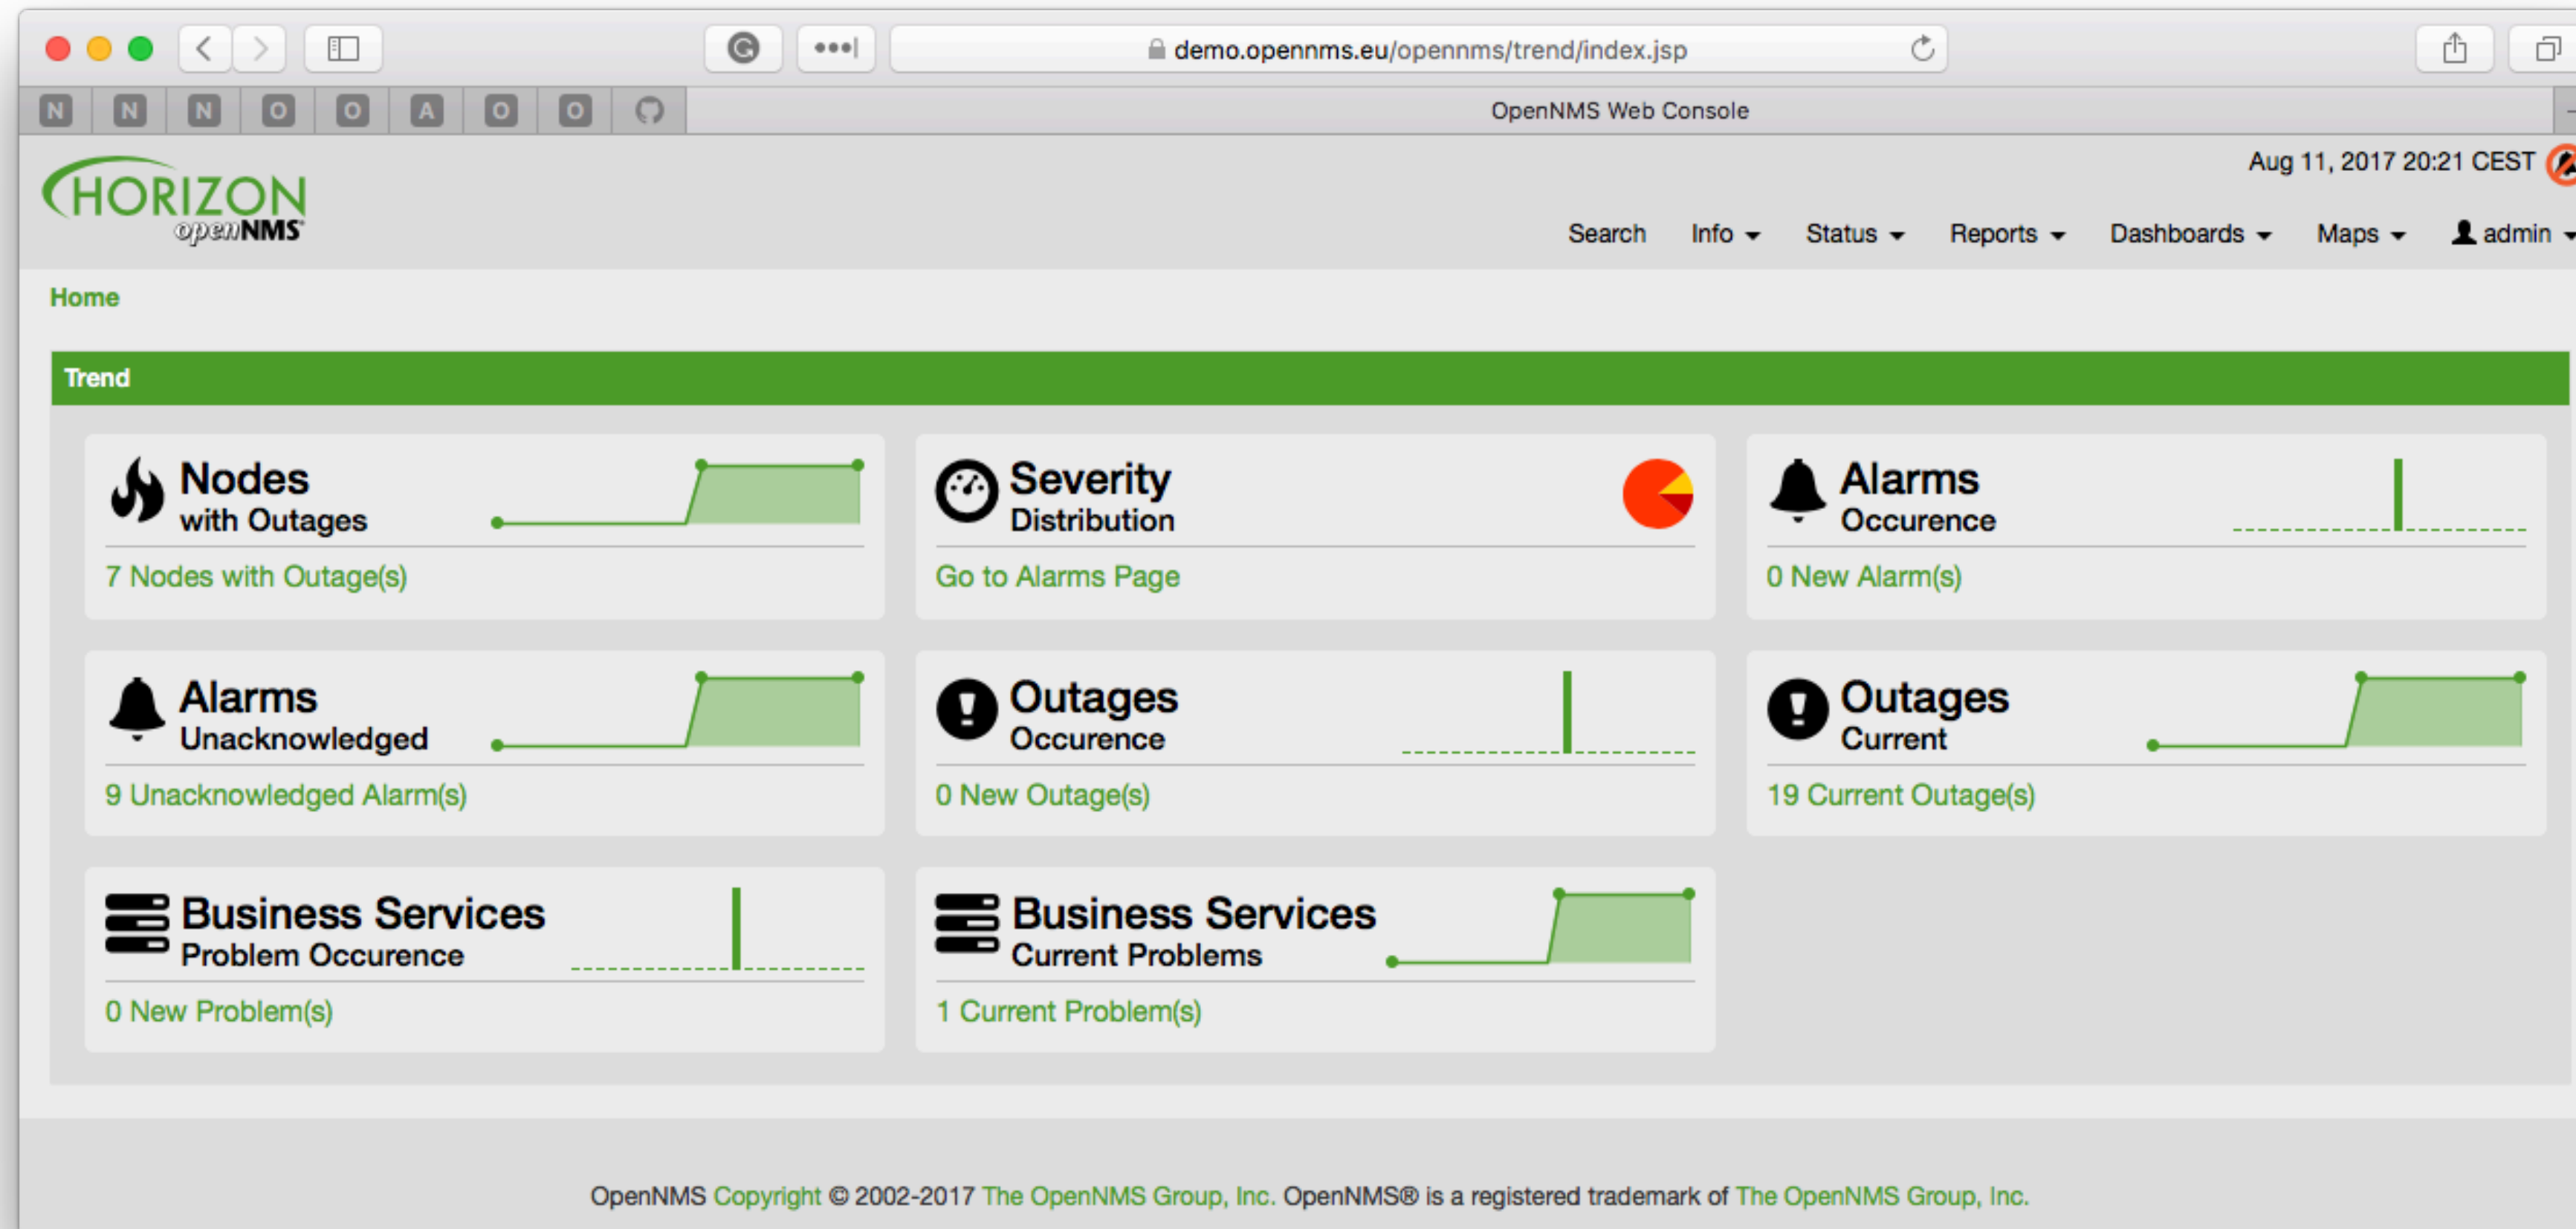 demo.opennms.eu/opennms/trend/index.jsp
N N N O O A O O
OpenNMS Web Console
HORIZON
openNMS
Aug 11, 2017 20:21 CEST
Search Info Status Reports Dashboards Maps admin
Home
Trend
Nodes
with Outages
7 Nodes with Outage(s)
Severity
Distribution
Go to Alarms Page
Alarms
Occurence
0 New Alarm(s)
Alarms
Unacknowledged
9 Unacknowledged Alarm(s)
Outages
Occurence
0 New Outage(s)
Outages
Current
19 Current Outage(s)
Business Services
Problem Occurence
0 New Problem(s)
Business Services
Current Problems
1 Current Problem(s)
OpenNMS Copyright © 2002-2017 The OpenNMS Group, Inc. OpenNMS® is a registered trademark of The OpenNMS Group, Inc.